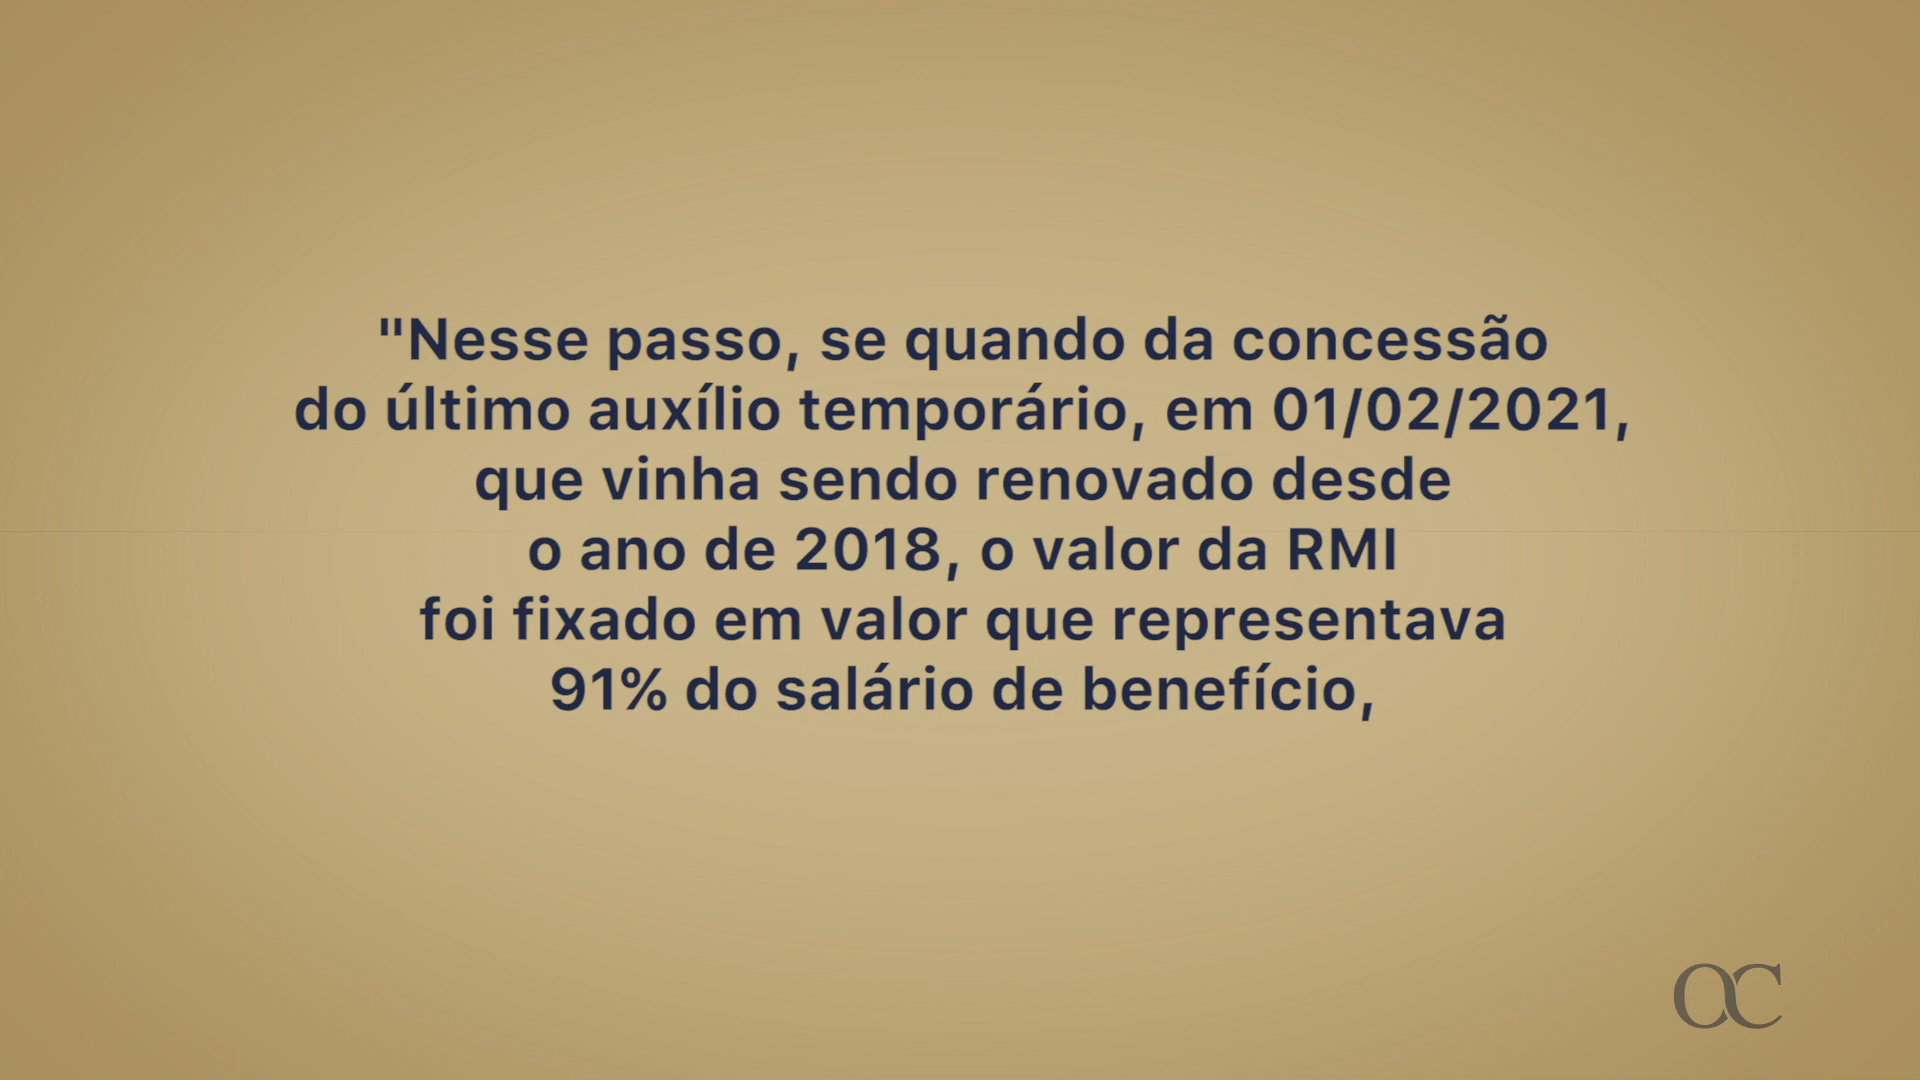 "Nesse passo, se quando da concessão
do último auxílio temporário, em 01/02/2021,
que vinha sendo renovado desde
o ano de 2018, o valor da RMI
foi fixado em valor que representava
91% do salário de benefício,
OC